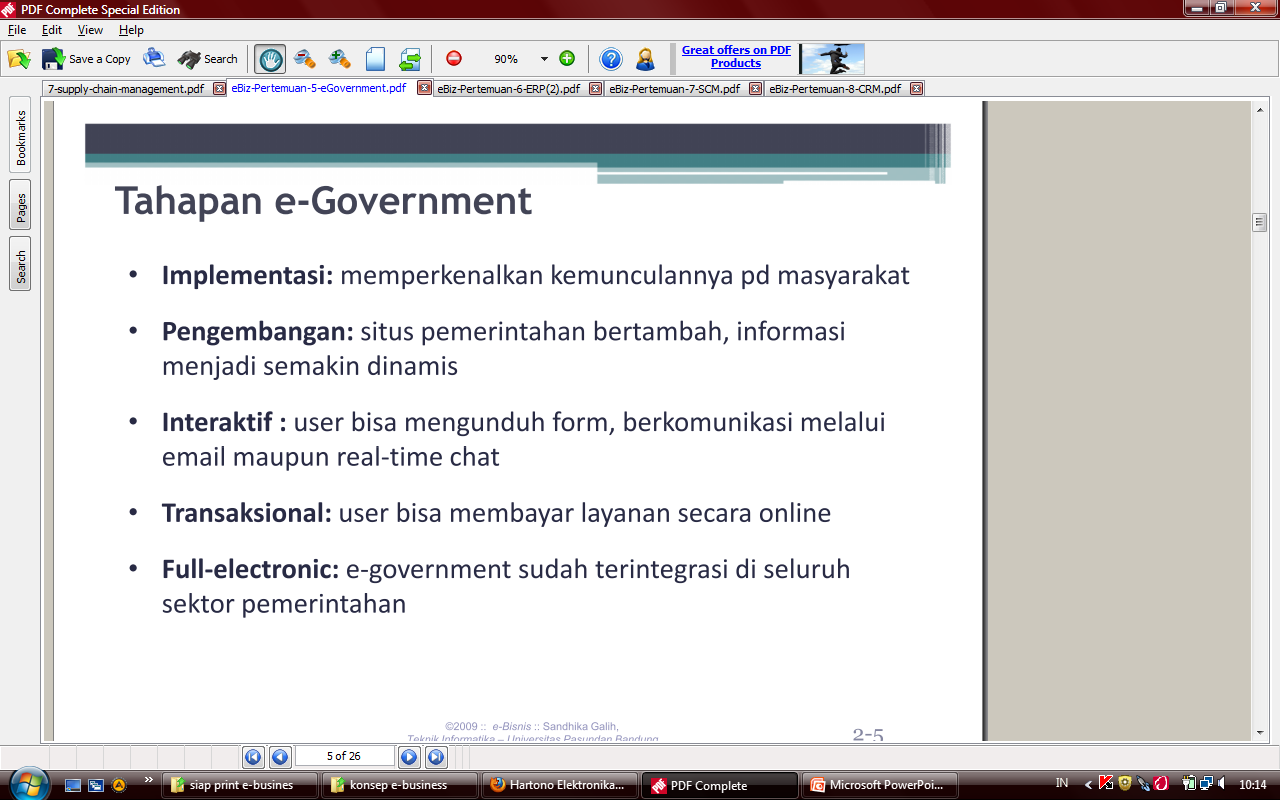 PDF Complete Special Edition
File Edit View Help
Save a Copy Search 90% Great offers on PDF
Products
7-supply-chain-management.pdf eBiz-Pertemuan-5-eGovernment.pdf eBiz-Pertemuan-6-ERP(2).pdf eBiz-Pertemuan-7-SCM.pdf eBiz-Pertemuan-8-CRM.pdf
Bookmarks
Pages
Search
Tahapan e-Government
• Implementasi: memperkenalkan kemunculannya pd masyarakat
• Pengembangan: situs pemerintahan bertambah, informasi
menjadi semakin dinamis
• Interaktif : user bisa mengunduh form, berkomunikasi melalui
email maupun real-time chat
• Transaksional: user bisa membayar layanan secara online
• Full-electronic: e-government sudah terintegrasi di seluruh
sektor pemerintahan
©2009 :: e-Bisnis :: Sandhika Galih,
Teknik Informatika – Universitas Pasundan Bandung
2-5
5 of 26
siap print e-busines konsep e-business Hartono Elektronika... PDF Complete Microsoft PowerPoi... IN 10:14